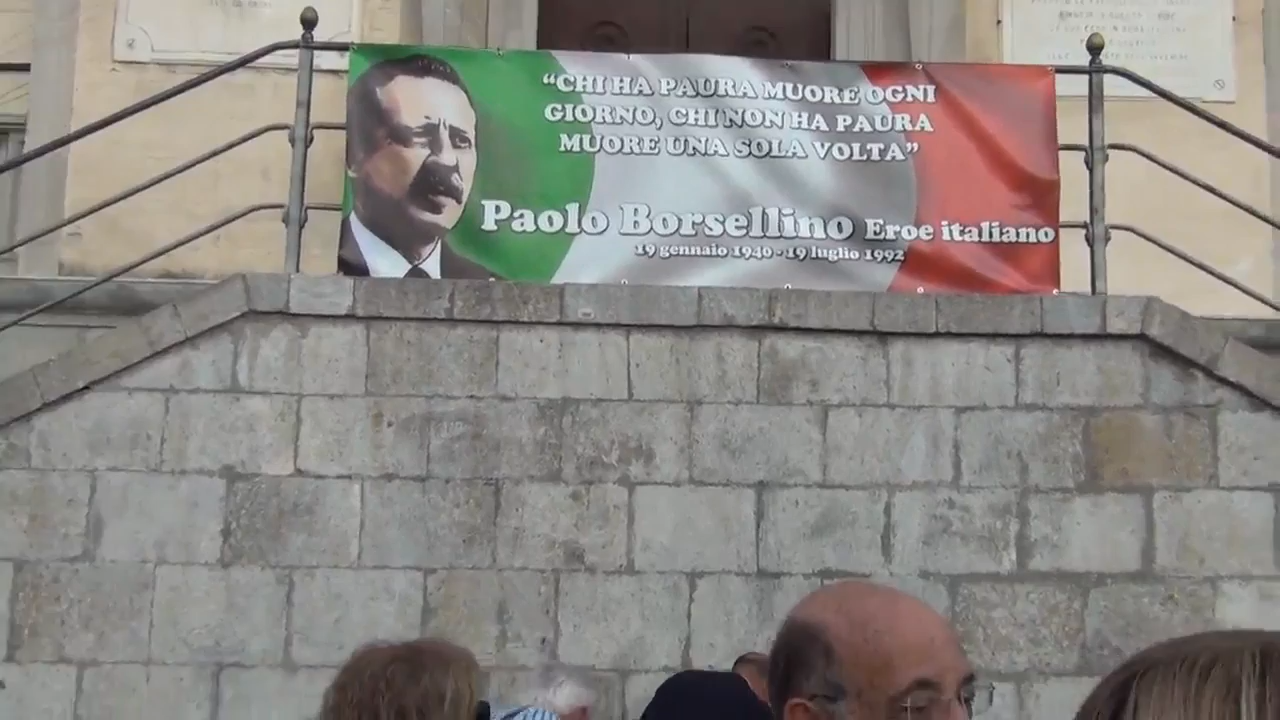 “CHI HA PAURA MUORE OGNI
GIORNO, CHI NON HA PAURA
MUORE UNA SOLA VOLTA”
Paolo Borsellino Eroe italiano
19 gennaio 1940 - 19 luglio 1992